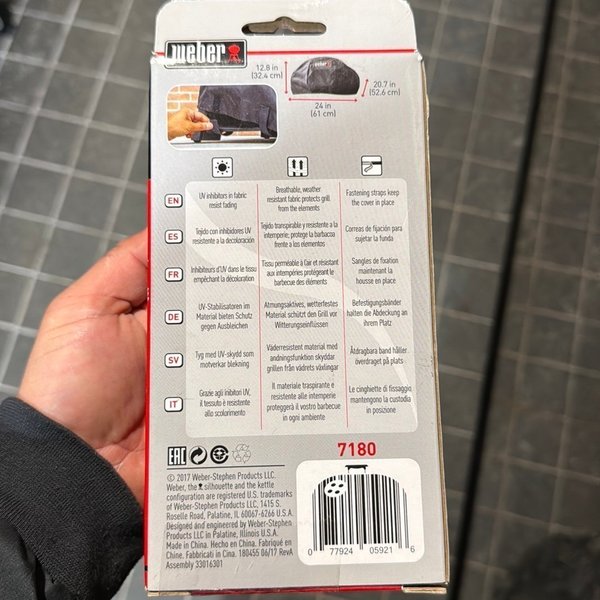 weber
12.8 in
(32.4 cm)
weber
20.7 in
(52.6 cm)
24 in
(61 cm)
EN
UV inhibitors in fabric
resist fading
Breathable, weather
resistant fabric protects grill
from the elements
Fastening straps keep
the cover in place
ES
Tejido con inhibidores UV
resistente a la decoloración
Tejido transpirable y resistente a la
intemperie; protege la barbacoa
frente a los elementos
Correas de fijación para
sujetar la funda
FR
Inhibiteurs d'UV dans le tissu
empêchant la décoloration
Tissu perméable à l'air et résistant
aux intempéries protégeant le
barbecue des éléments
Sangles de fixation
maintenant la
housse en place
DE
UV-Stabilisatoren im
Material bieten Schutz
gegen Ausbleichen
Atmungsaktives, wetterfestes
Material schützt den Grill vor
Witterungseinflüssen
Befestigungsbänder
halten die Abdeckung an
ihrem Platz
SV
Tyg med UV-skydd som
motverkar blekning
Väderresistent material med
andningsfunktion skyddar
grillen från vädrets växlingar
Åtdragbara band håller
överdraget på plats
IT
Grazie agli inibitori UV,
il tessuto è resistente
allo scolorimento
Il materiale traspirante e
resistente alle intemperie
proteggerà il vostro barbecue
in ogni ambiente
Le cinghiette di fissaggio
mantengono la custodia
in posizione
EAC
7180
© 2017 Weber-Stephen Products LLC.
Weber, the silhouette and the kettle
configuration are registered U.S. trademarks
of Weber-Stephen Products LLC, 1415 S.
Roselle Road, Palatine, IL 60067-6266 U.S.A.
Designed and engineered by Weber-Stephen
Products LLC in Palatine, Illinois U.S.A.
Made in China. Hecho en China. Fabriqué en
Chine. Fabbricati in Cina. 180455 06/17 RevA
Assembly 33016301
0 77924 05921 6